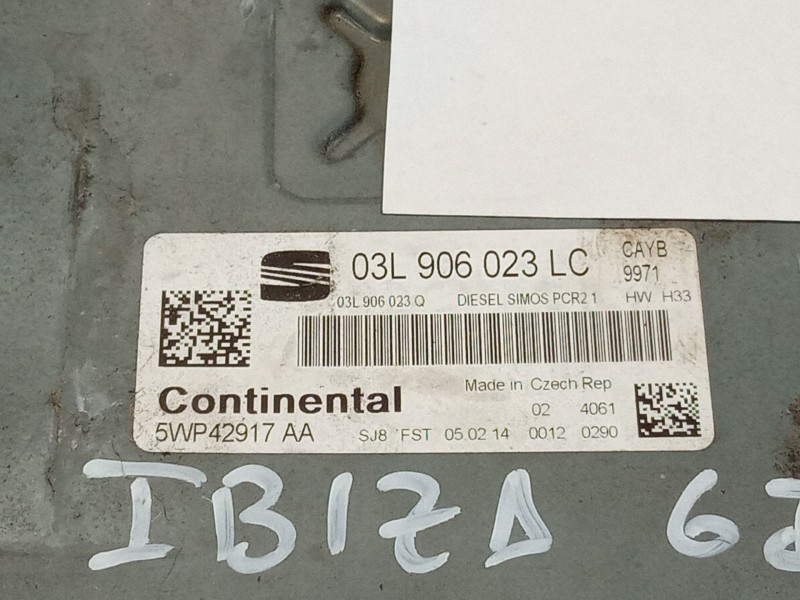 03L 906 023 LC CAYB
9971
03L 906 023 Q DIESEL SIMOS PCR2 1 HW H33
Continental Made in Czech Rep
02 4061
5WP42917 AA SJ8 FST 05 02 14 0012 0290
IBIZA